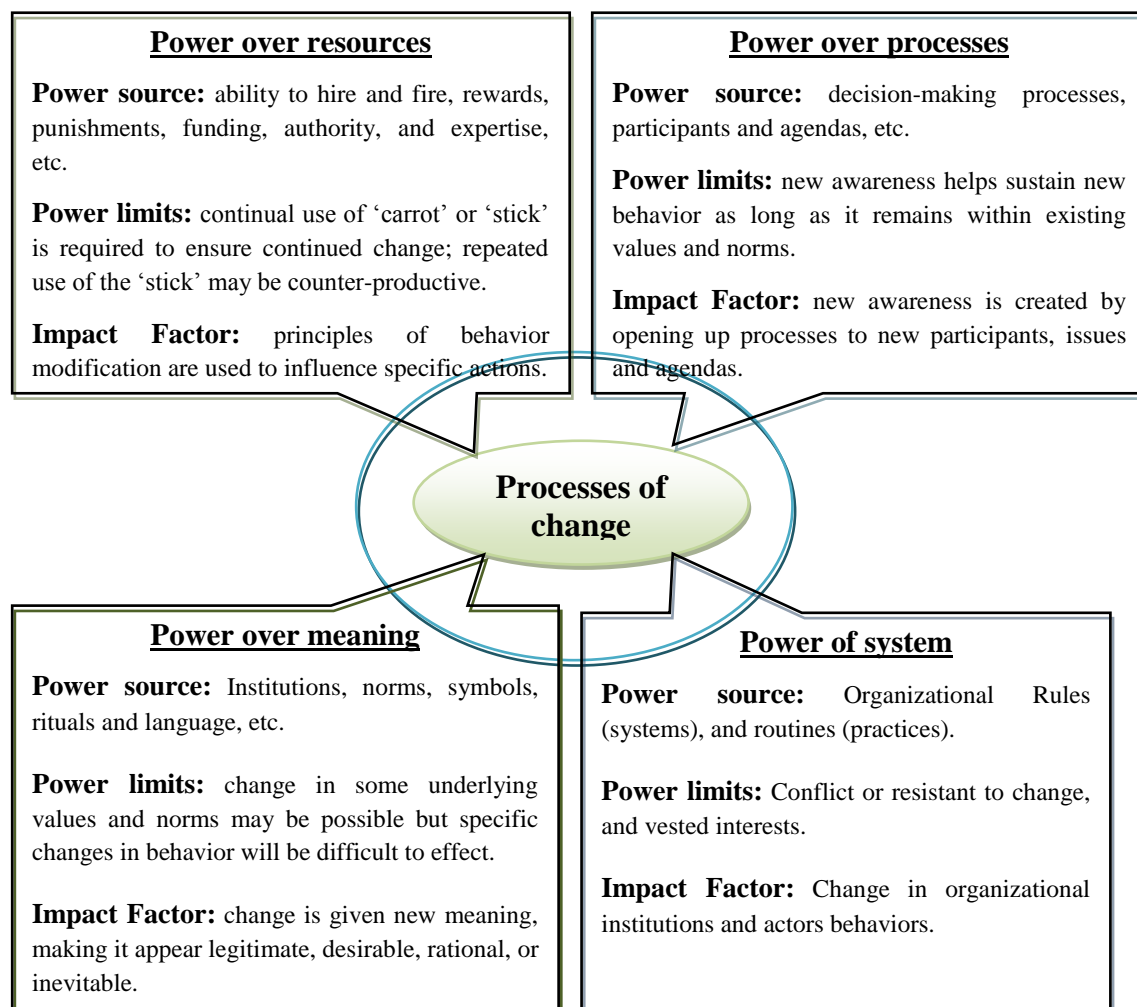 Power over resources
Power source: ability to hire and fire, rewards,
punishments, funding, authority, and expertise,
etc.
Power limits: continual use of ‘carrot’ or ‘stick’
is required to ensure continued change; repeated
use of the ‘stick’ may be counter-productive.
Impact Factor: principles of behavior
modification are used to influence specific actions.
Power over processes
Power source: decision-making processes,
participants and agendas, etc.
Power limits: new awareness helps sustain new
behavior as long as it remains within existing
values and norms.
Impact Factor: new awareness is created by
opening up processes to new participants, issues
and agendas.
Processes of
change
Power over meaning
Power source: Institutions, norms, symbols,
rituals and language, etc.
Power limits: change in some underlying
values and norms may be possible but specific
changes in behavior will be difficult to effect.
Impact Factor: change is given new meaning,
making it appear legitimate, desirable, rational, or
inevitable.
Power of system
Power source: Organizational Rules
(systems), and routines (practices).
Power limits: Conflict or resistant to change,
and vested interests.
Impact Factor: Change in organizational
institutions and actors behaviors.